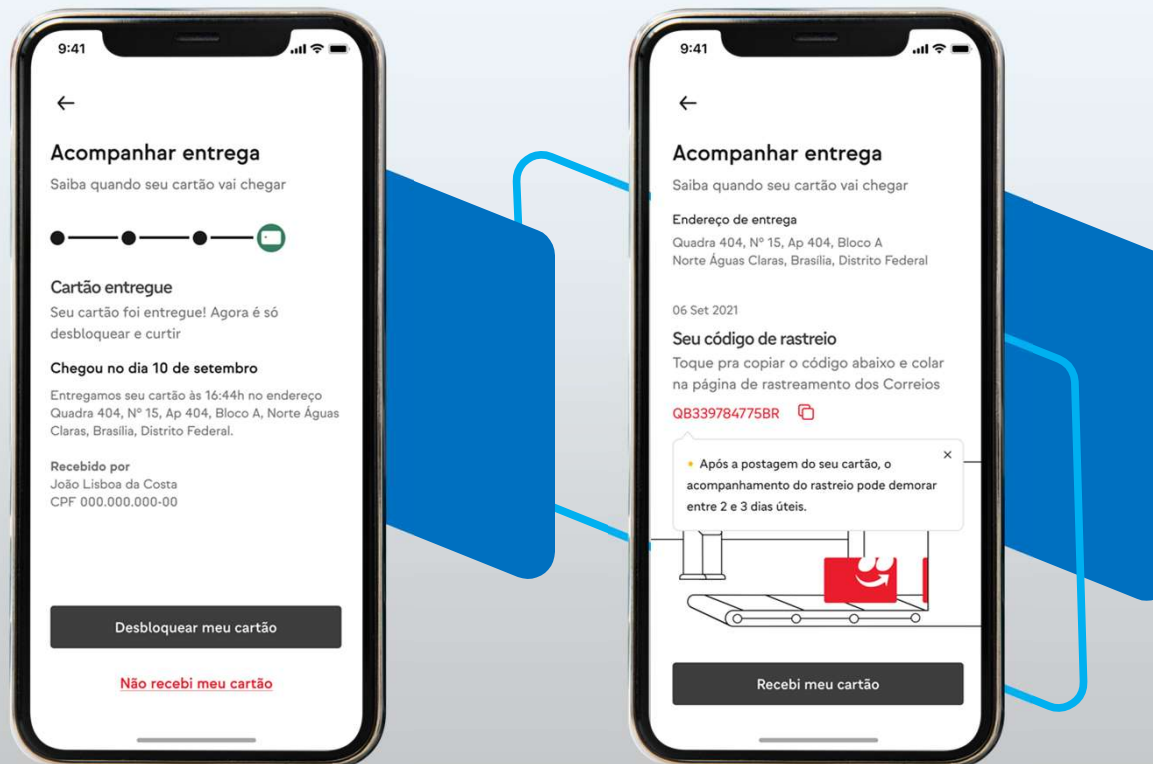 9:41
Acompanhar entrega
Saiba quando seu cartão vai chegar
Cartão entregue
Seu cartão foi entregue! Agora é só
desbloquear e curtir
Chegou no dia 10 de setembro
Entregamos seu cartão às 16:44h no endereço
Quadra 404, Nº 15, Ap 404, Bloco A, Norte Águas
Claras, Brasília, Distrito Federal.
Recebido por
João Lisboa da Costa
CPF 000.000.000-00
Desbloquear meu cartão
Não recebi meu cartão
9:41
Acompanhar entrega
Saiba quando seu cartão vai chegar
Endereço de entrega
Quadra 404, Nº 15, Ap 404, Bloco A
Norte Águas Claras, Brasília, Distrito Federal
06 Set 2021
Seu código de rastreio
Toque pra copiar o código abaixo e colar
na página de rastreamento dos Correios
QB339784775BR
Após a postagem do seu cartão, o
acompanhamento do rastreio pode demorar
entre 2 e 3 dias úteis.
Recebi meu cartão